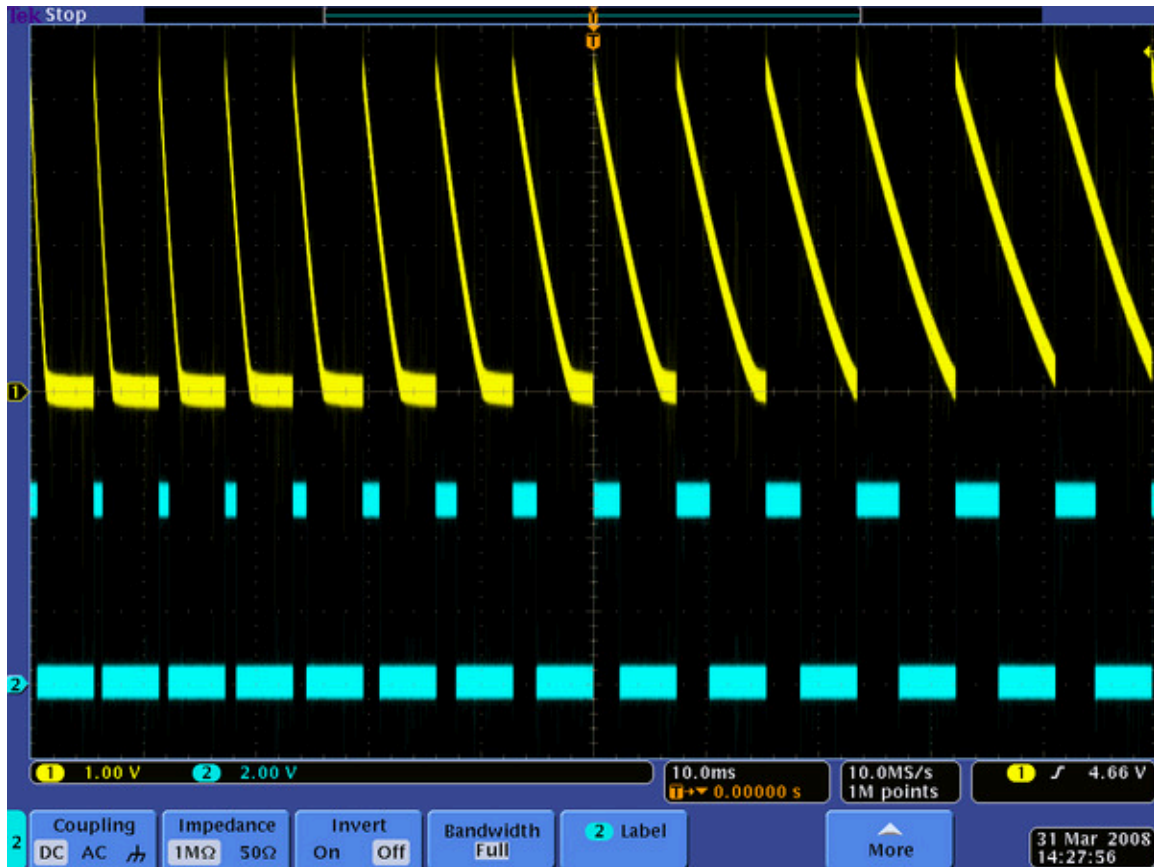 Tek Stop
T
T
1
2
1 1.00 V 2 2.00 V
10.0ms
T→▼ 0.00000 s
10.0MS/s
1M points
1 4.66 V
2
Coupling
DC AC
Impedance
1MΩ 50Ω
Invert
On Off
Bandwidth
Full
2 Label
More
31 Mar 2008
14:27:56